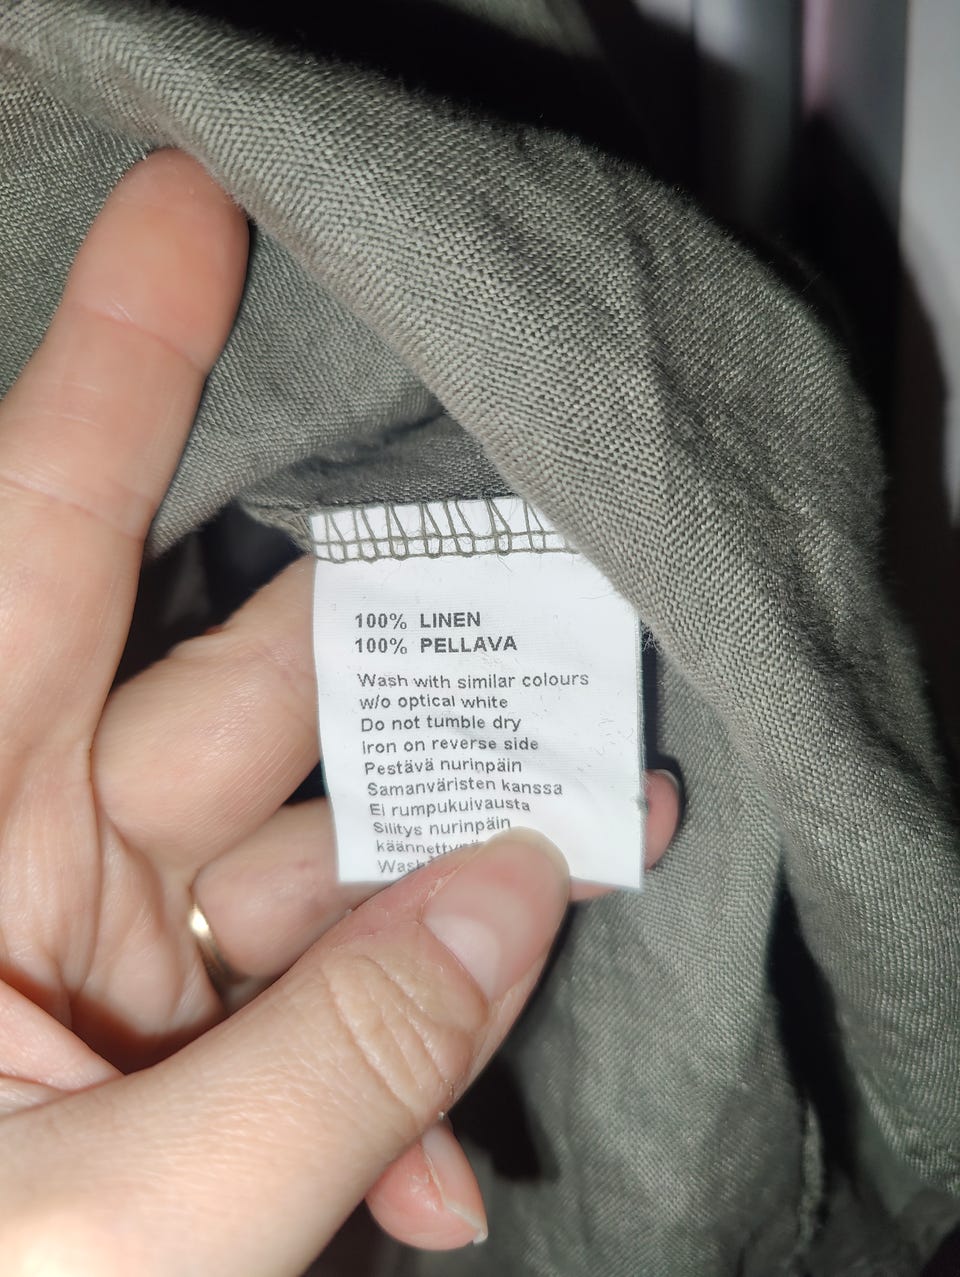 100% LINEN
100% PELLAVA
Wash with similar colours
w/o optical white
Do not tumble dry
Iron on reverse side
Pestävä nurinpäin
Samanväristen kanssa
Ei rumpukuivausta
Silitys nurinpäin